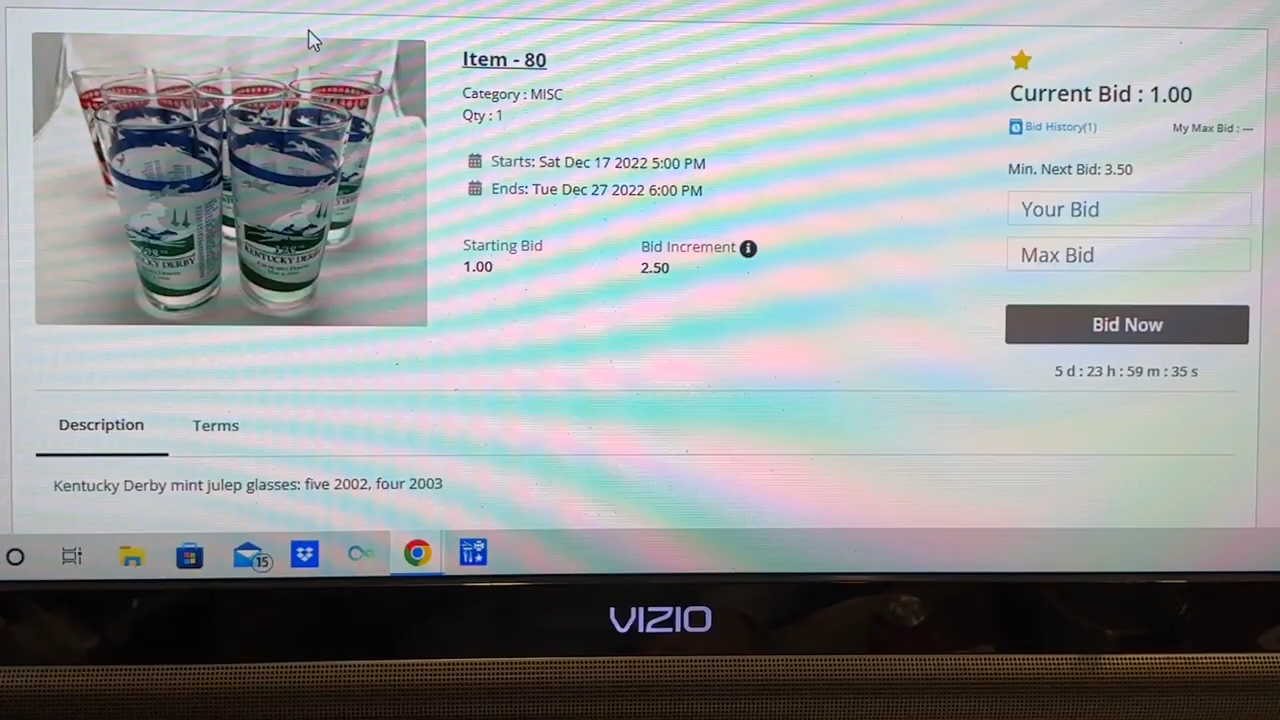 Item - 80
Category : MISC
Qty : 1
Starts: Sat Dec 17 2022 5:00 PM
Ends: Tue Dec 27 2022 6:00 PM
Starting Bid
1.00
Bid Increment
2.50
Current Bid : 1.00
Bid History(1)
My Max Bid : —
Min. Next Bid: 3.50
Your Bid
Max Bid
Bid Now
5 d : 23 h : 59 m : 35 s
KENTUCKY DERBY
KENTUCKY DERBY
Description
Terms
Kentucky Derby mint julep glasses: five 2002, four 2003
15
VIZIO